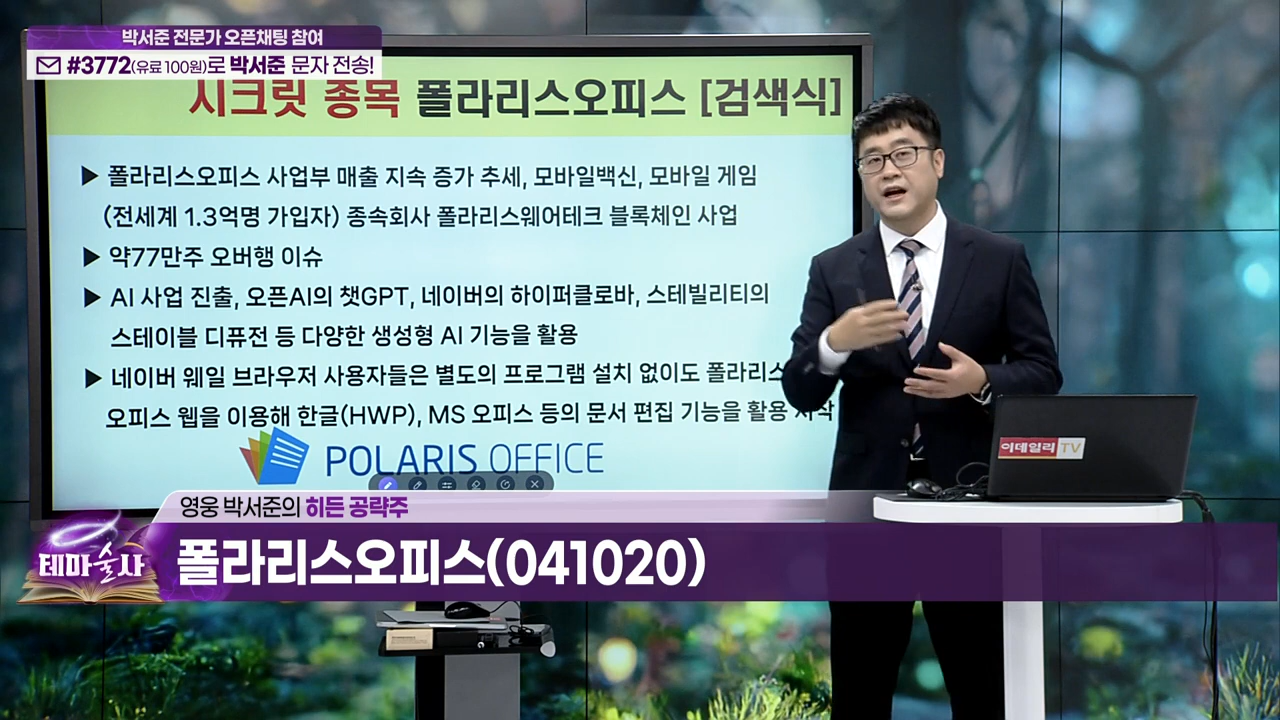 박서준 전문가 오픈채팅 참여
#3772(유료 100원)로 박서준 문자 전송!
시크릿 종목 폴라리스오피스 [검색식]
▶ 폴라리스오피스 사업부 매출 지속 증가 추세, 모바일백신, 모바일 게임
(전세계 1.3억명 가입자) 종속회사 폴라리스웨어테크 블록체인 사업
▶ 약77만주 오버행 이슈
▶ AI 사업 진출, 오픈AI의 챗GPT, 네이버의 하이퍼클로바, 스테빌리티의
스테이블 디퓨전 등 다양한 생성형 AI 기능을 활용
▶ 네이버 웨일 브라우저 사용자들은 별도의 프로그램 설치 없이도 폴라리스
오피스 웹을 이용해 한글(HWP), MS 오피스 등의 문서 편집 기능을 활용 시작
POLARIS OFFICE
이데일리TV
영웅 박서준의 히든 공략주
테마술사
폴라리스오피스(041020)